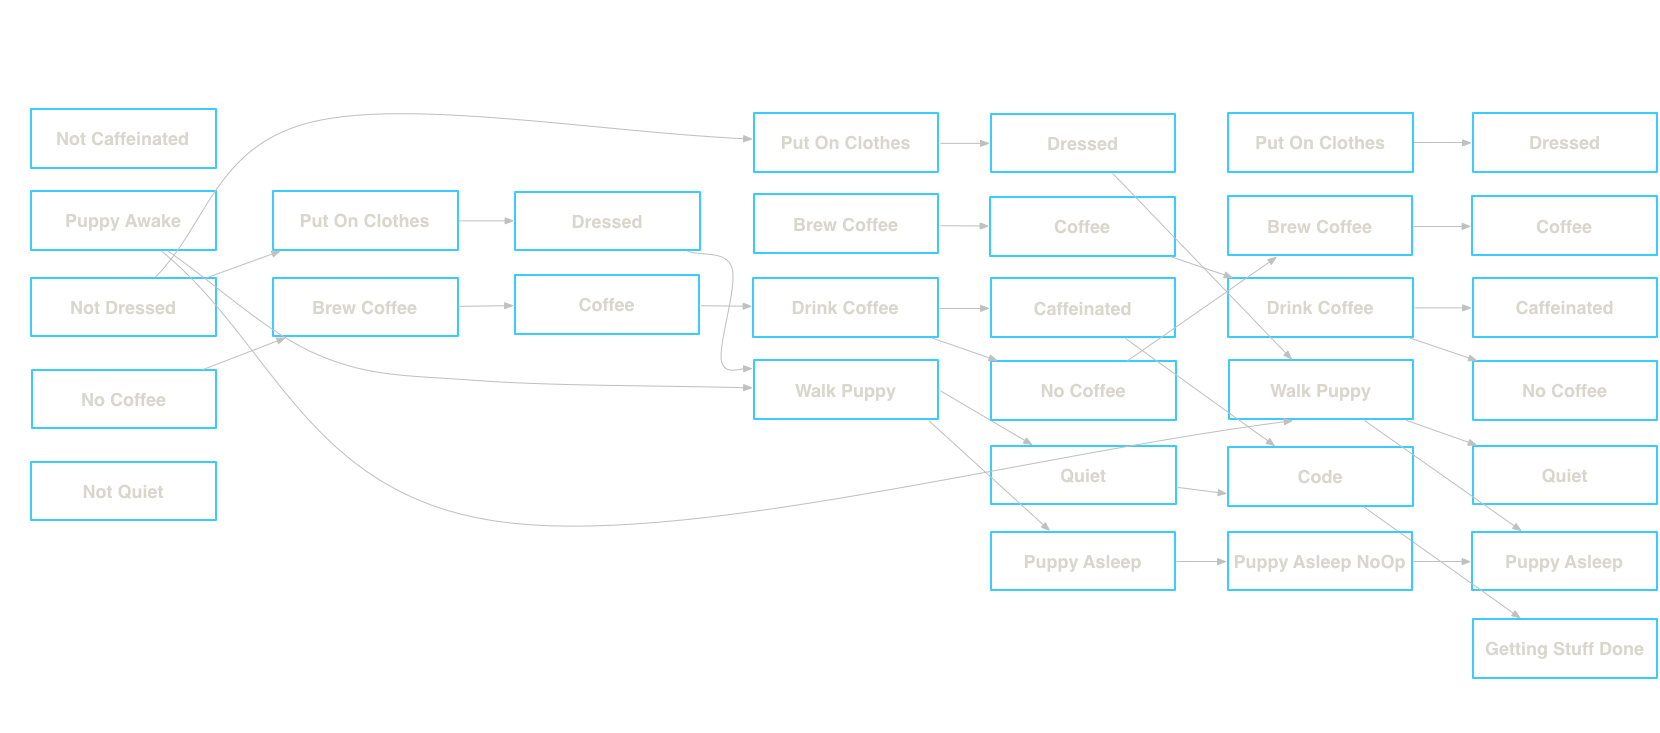 Not Caffeinated
Puppy Awake
Not Dressed
No Coffee
Not Quiet
Put On Clothes
Brew Coffee
Dressed
Coffee
Put On Clothes
Brew Coffee
Drink Coffee
Walk Puppy
Dressed
Coffee
Caffeinated
No Coffee
Quiet
Puppy Asleep
Put On Clothes
Brew Coffee
Drink Coffee
Walk Puppy
Code
Puppy Asleep NoOp
Dressed
Coffee
Caffeinated
No Coffee
Quiet
Puppy Asleep
Getting Stuff Done